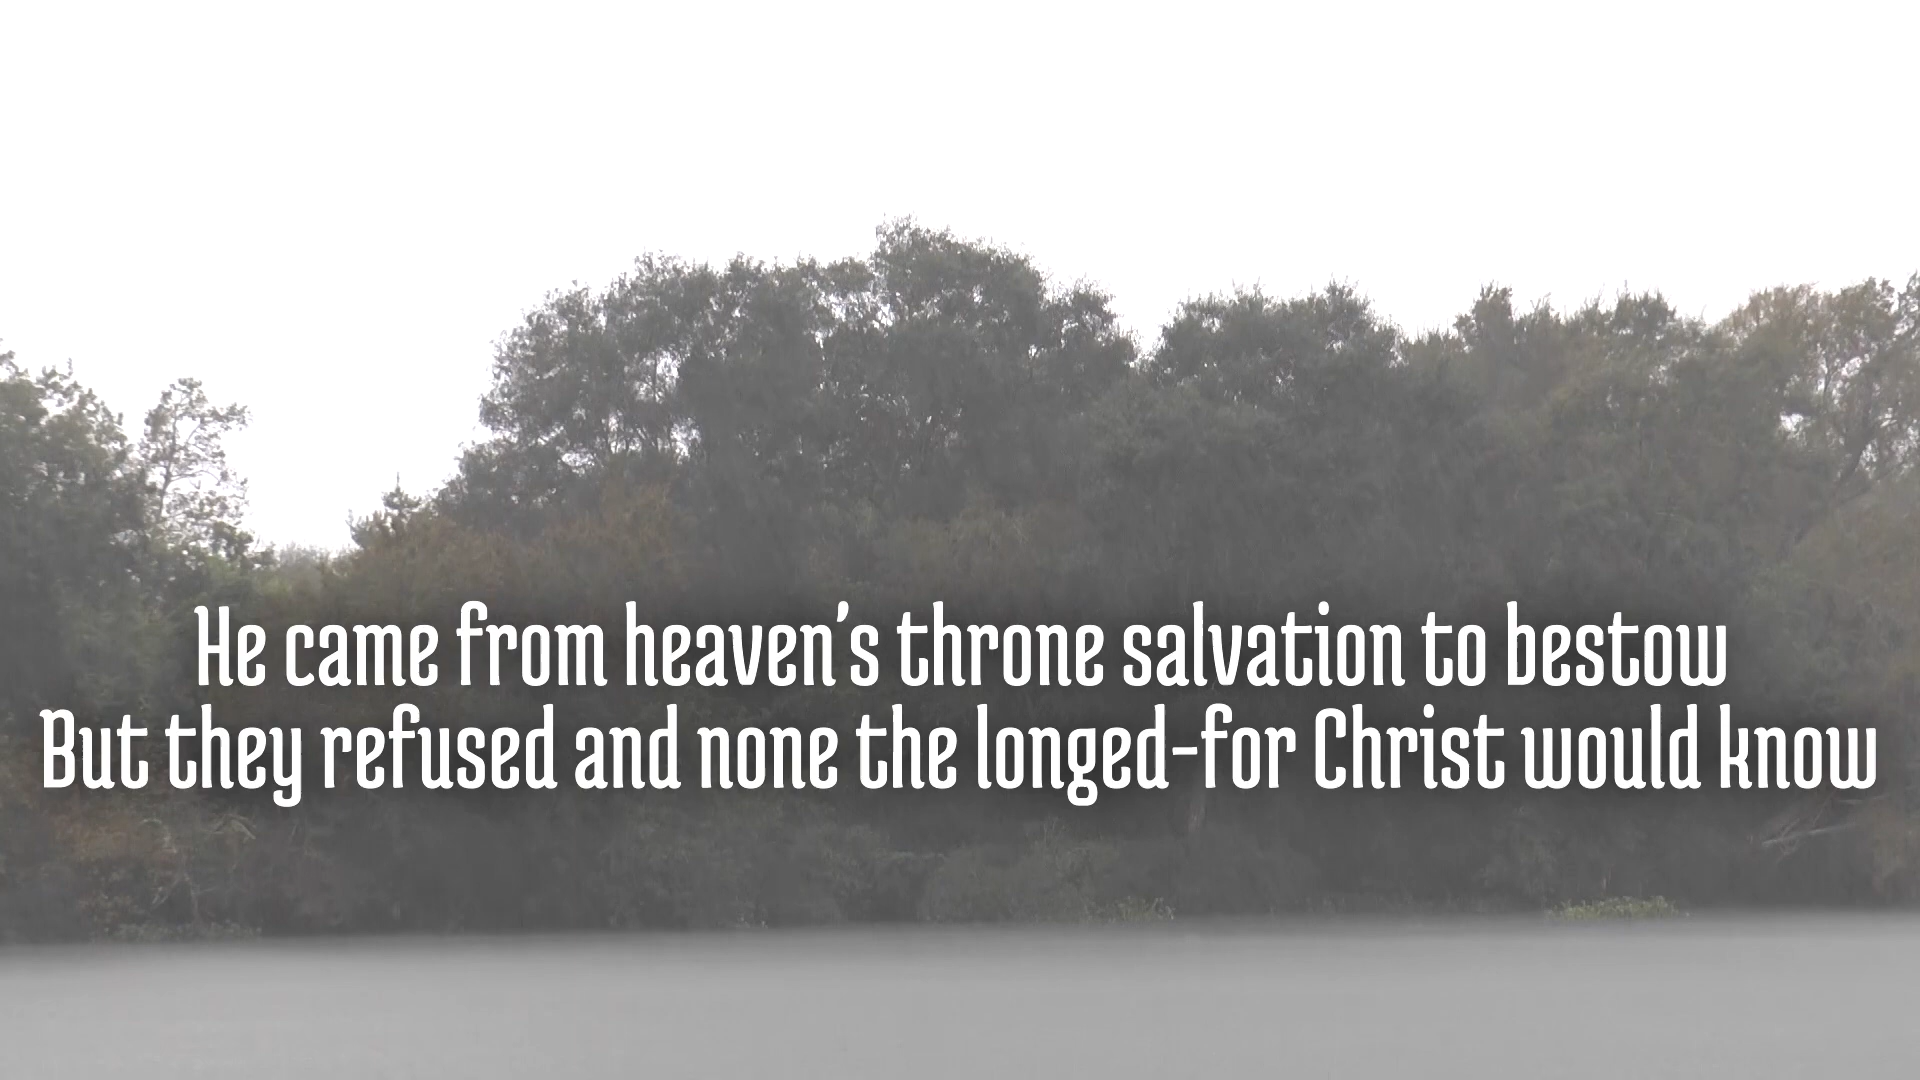 He came from heaven’s throne salvation to bestow
But they refused and none the longed-for Christ would know